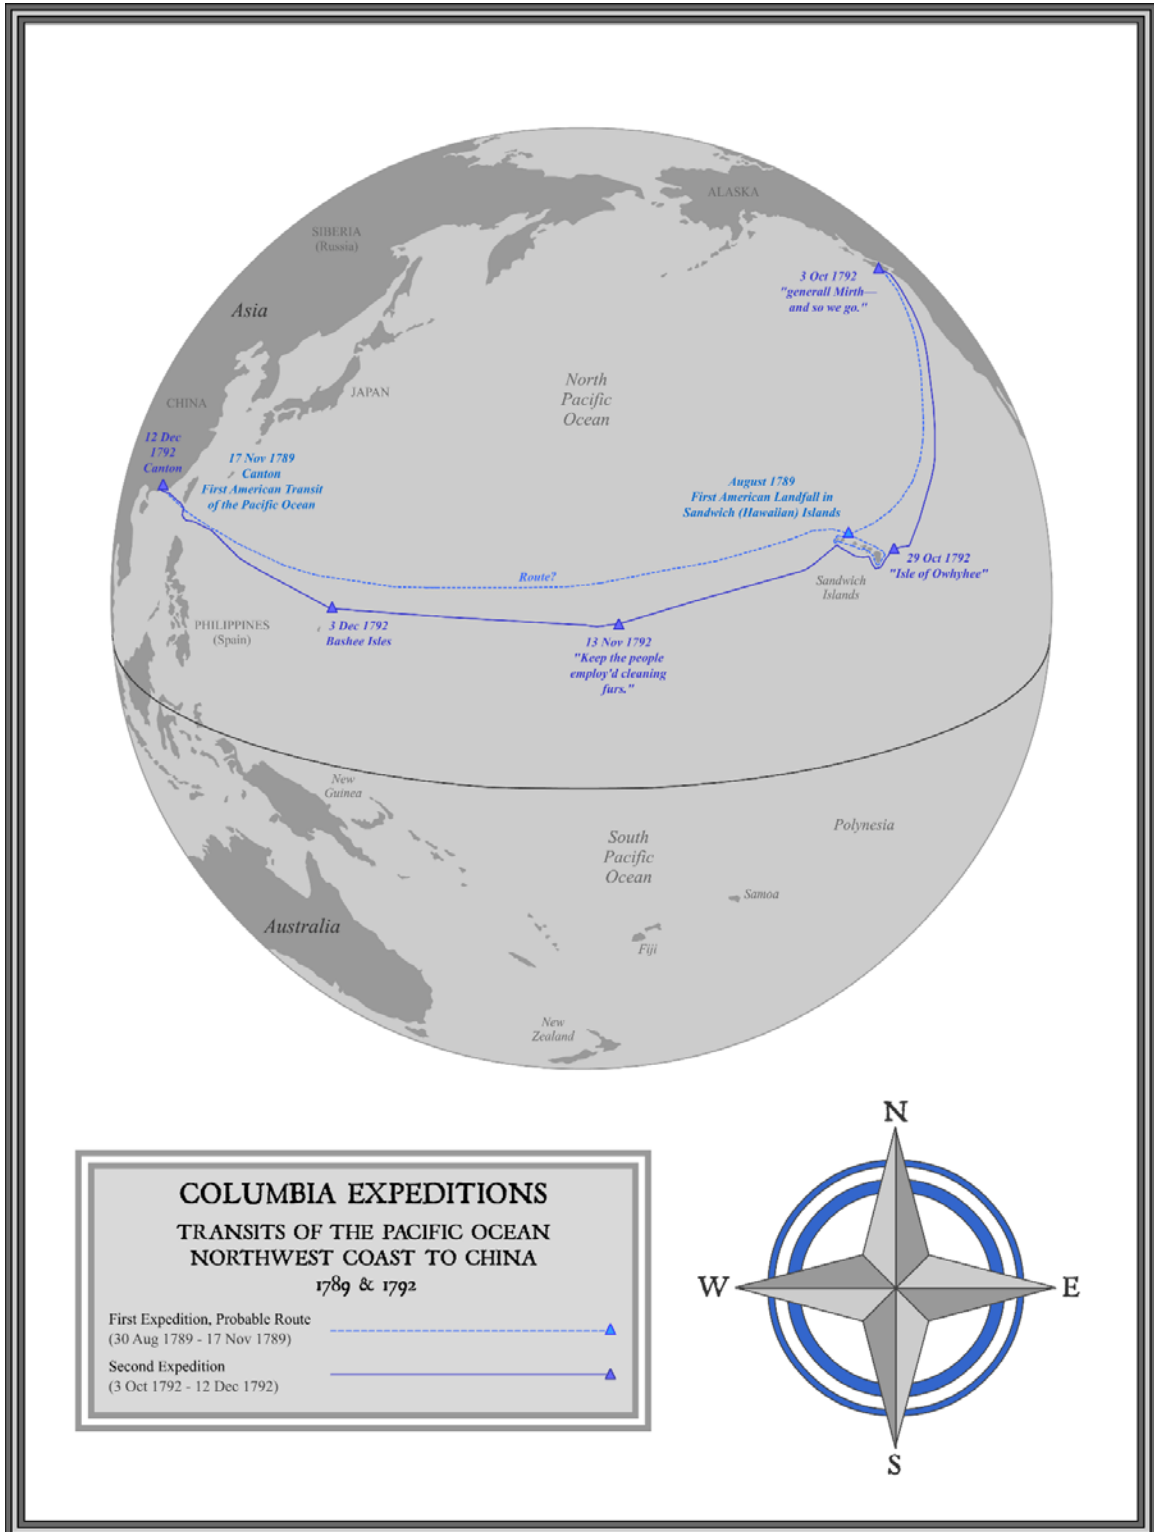 ALASKA
SIBERIA
(Russia)
3 Oct 1792
"generall Mirth—
and so we go."
Asia
North
Pacific
Ocean
JAPAN
CHINA
12 Dec
1792
Canton
17 Nov 1789
Canton
First American Transit
of the Pacific Ocean
August 1789
First American Landfall in
Sandwich (Hawaiian) Islands
29 Oct 1792
"Isle of Owhyhee"
Route?
Sandwich
Islands
PHILIPPINES
(Spain)
3 Dec 1792
Bashee Isles
13 Nov 1792
"Keep the people
employ'd cleaning
furs."
New
Guinea
Polynesia
South
Pacific
Ocean
Samoa
Australia
Fiji
New
Zealand
COLUMBIA EXPEDITIONS
TRANSITS OF THE PACIFIC OCEAN
NORTHWEST COAST TO CHINA
1789 & 1792
First Expedition, Probable Route
(30 Aug 1789 - 17 Nov 1789)
Second Expedition
(3 Oct 1792 - 12 Dec 1792)
N
W
E
S